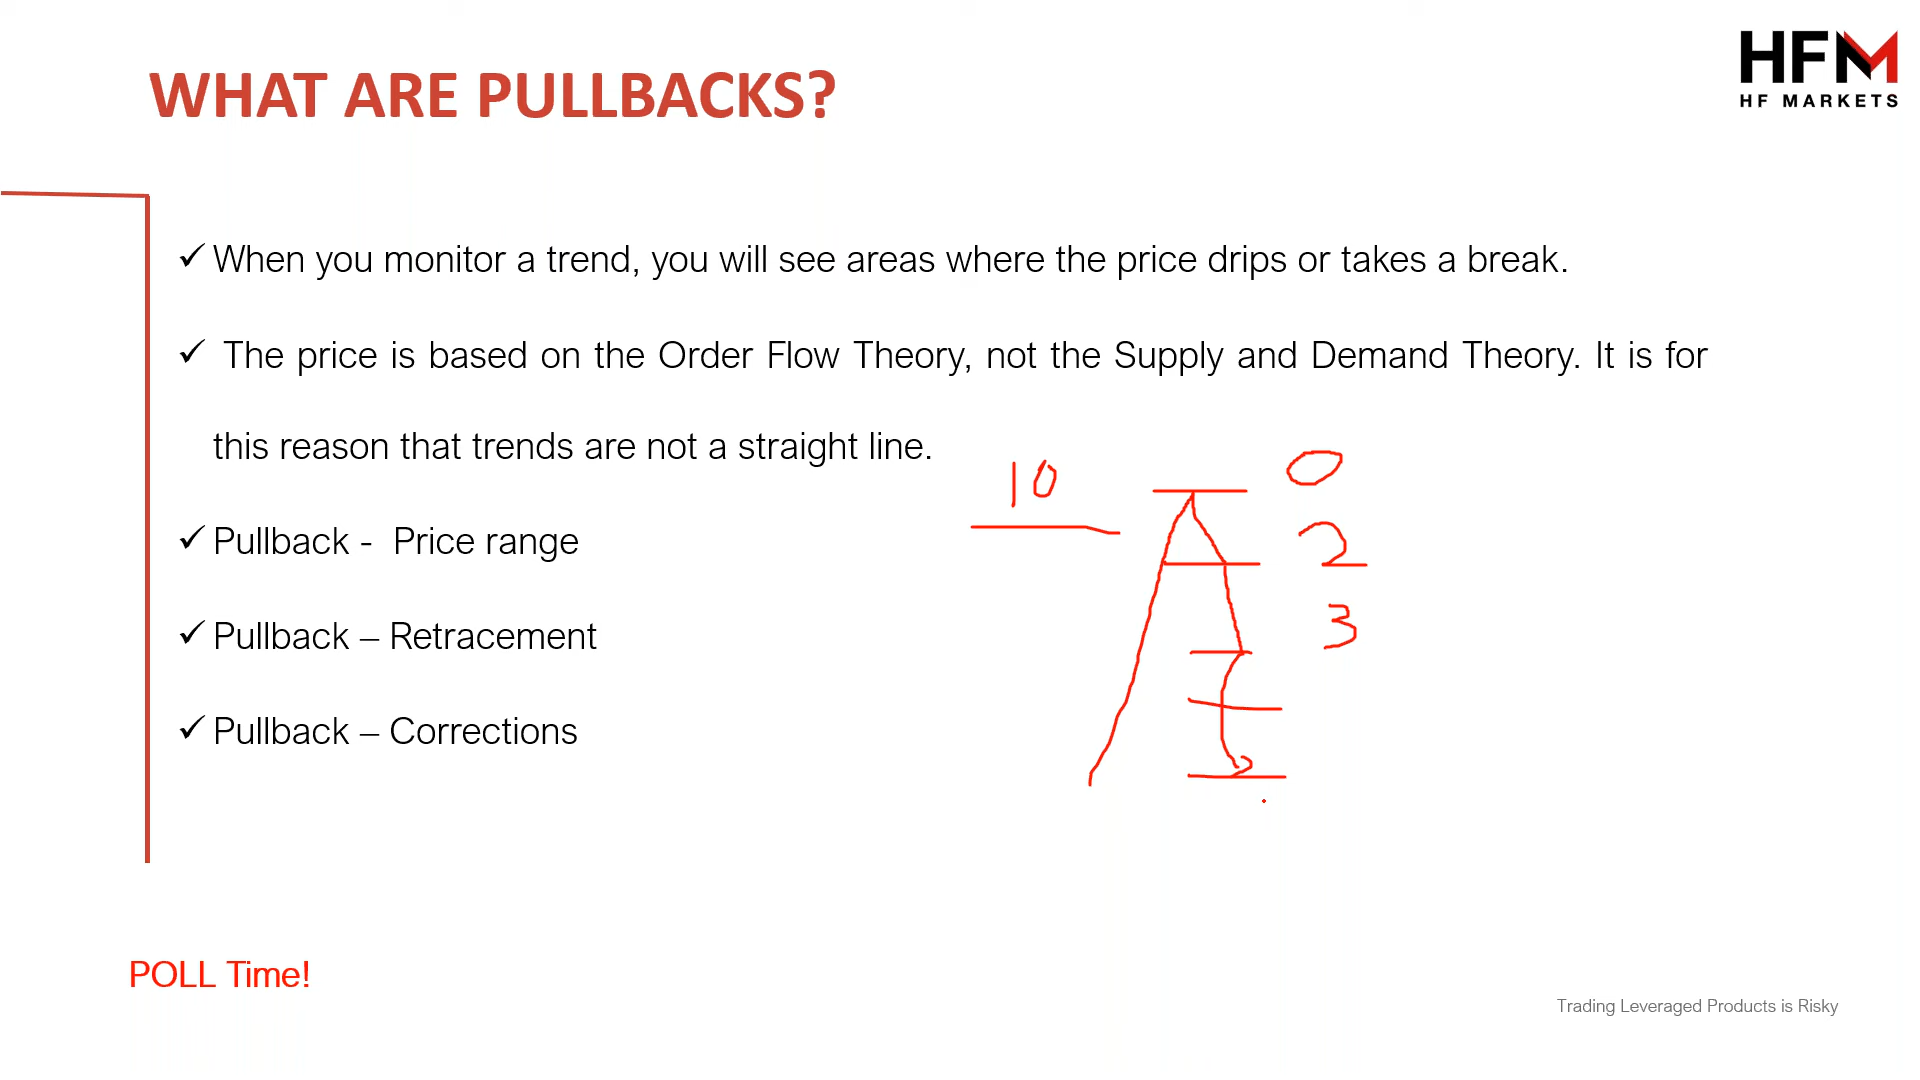 HFM
HF MARKETS
WHAT ARE PULLBACKS?
✓ When you monitor a trend, you will see areas where the price drips or takes a break.
✓ The price is based on the Order Flow Theory, not the Supply and Demand Theory. It is for
this reason that trends are not a straight line.
10
0
✓ Pullback - Price range
2
✓ Pullback – Retracement
3
✓ Pullback – Corrections
POLL Time!
Trading Leveraged Products is Risky